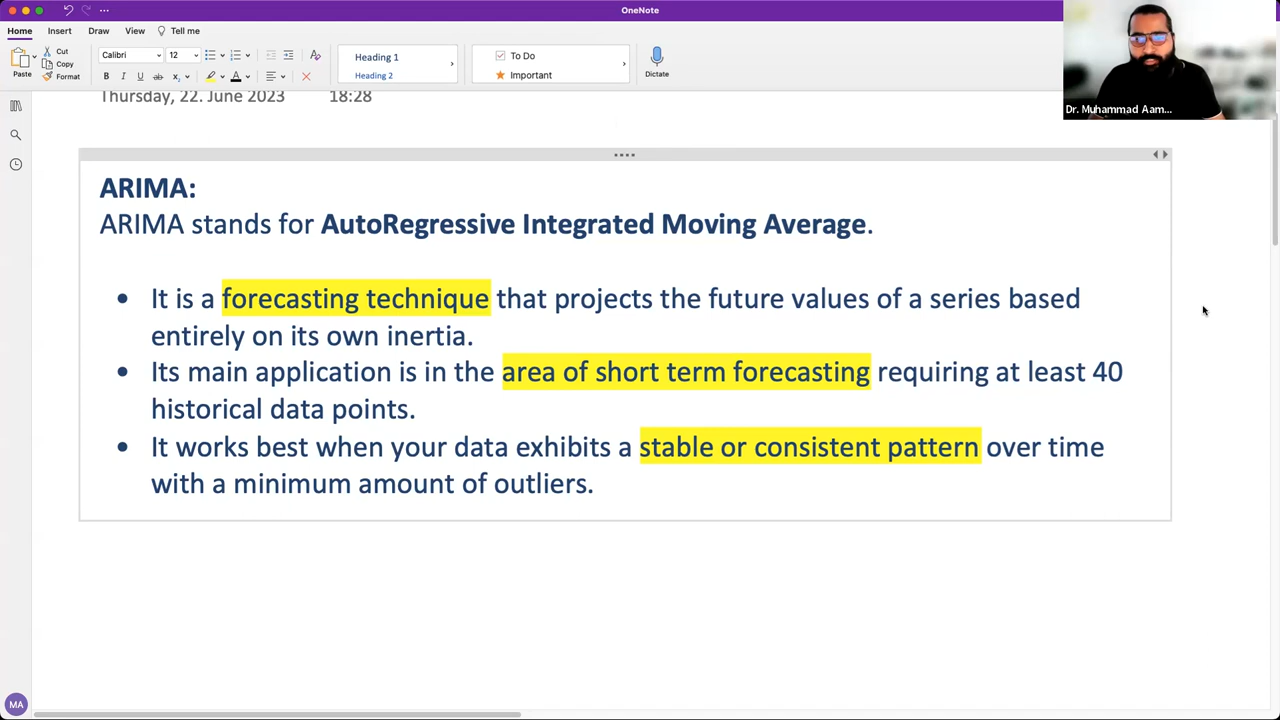 OneNote
Home Insert Draw View Tell me
Paste
Cut
Copy
Format
Calibri 12
B I U ab x
Heading 1
Heading 2
To Do
Important
Dictate
Dr. Muhammad Aam...
Thursday, 22. June 2023 18:28
ARIMA:
ARIMA stands for AutoRegressive Integrated Moving Average.
• It is a forecasting technique that projects the future values of a series based
entirely on its own inertia.
• Its main application is in the area of short term forecasting requiring at least 40
historical data points.
• It works best when your data exhibits a stable or consistent pattern over time
with a minimum amount of outliers.
MA